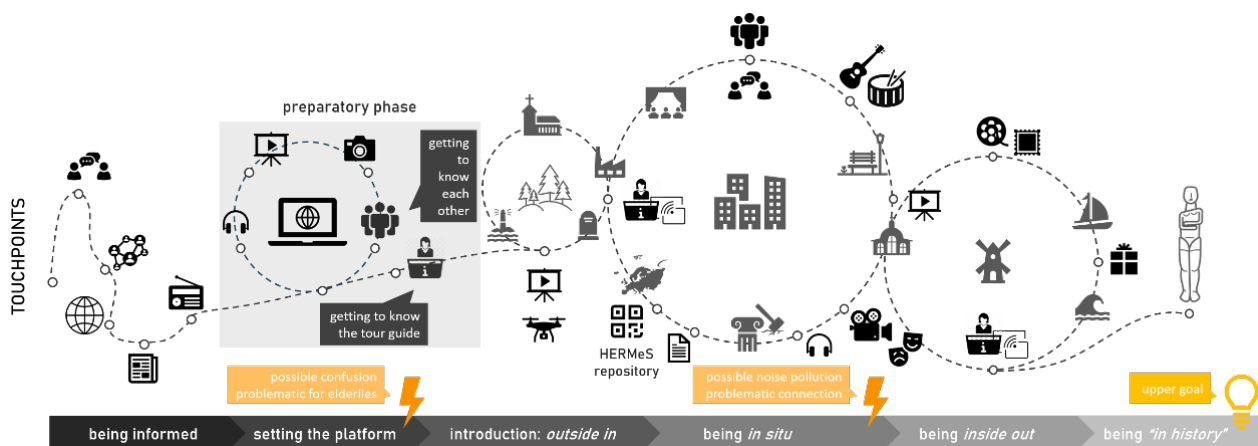 TOUCHPOINTS
preparatory phase
getting
to
know
each
other
getting to know
the tour guide
i
i
HERMeS
repository
i
possible confusion
problematic for elderlies
possible noise pollution
problematic connection
upper goal
being informed
setting the platform
introduction: outside in
being in situ
being inside out
being "in history"